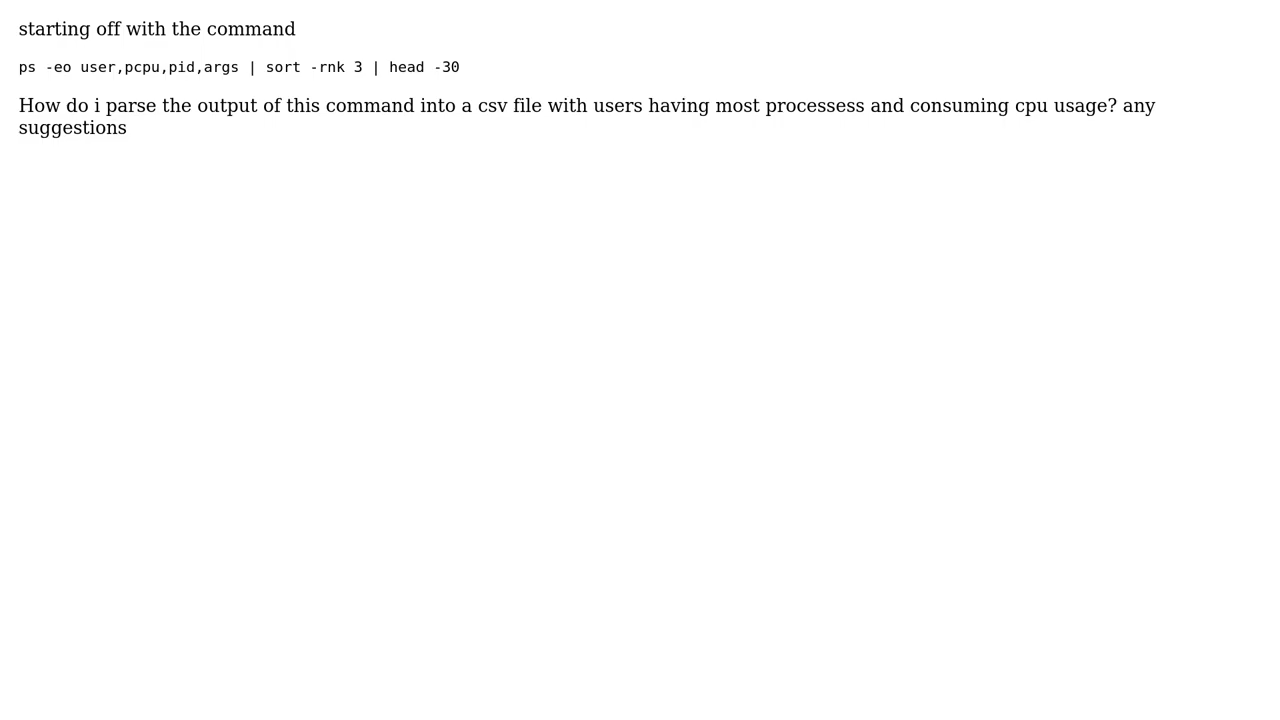 starting off with the command
ps -eo user,pcpu,pid,args | sort -rnk 3 | head -30
How do i parse the output of this command into a csv file with users having most processess and consuming cpu usage? any
suggestions